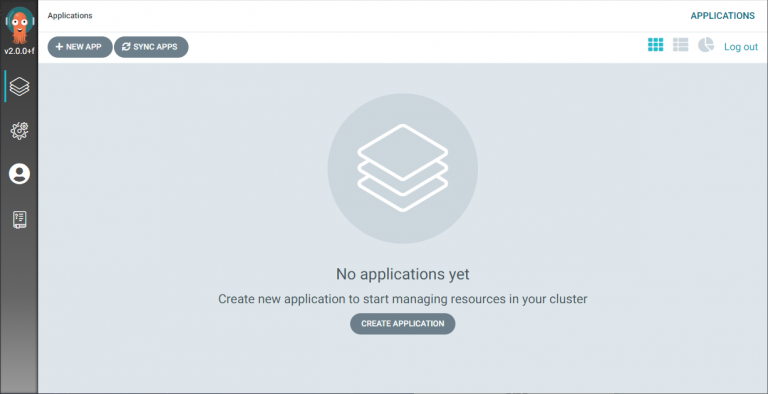 Applications
APPLICATIONS
v2.0.0+f
NEW APP
SYNC APPS
Log out
No applications yet
Create new application to start managing resources in your cluster
CREATE APPLICATION